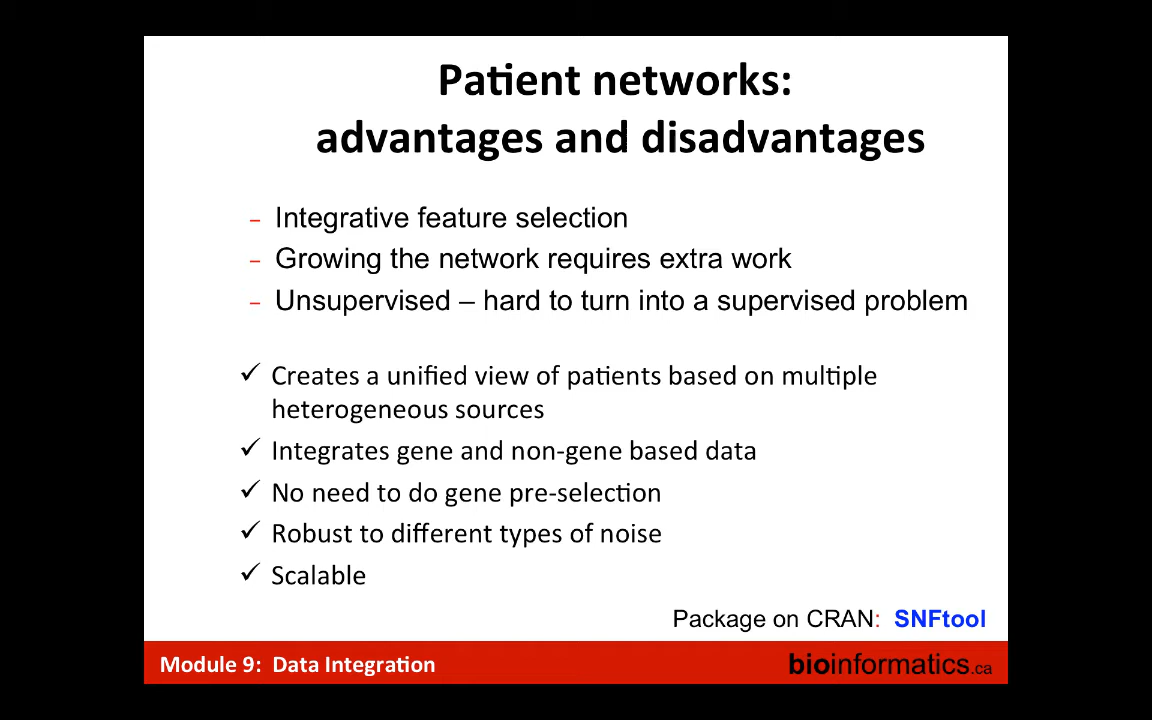 Patient networks:
advantages and disadvantages
– Integrative feature selection
– Growing the network requires extra work
– Unsupervised – hard to turn into a supervised problem
✓ Creates a unified view of patients based on multiple
heterogeneous sources
✓ Integrates gene and non-gene based data
✓ No need to do gene pre-selection
✓ Robust to different types of noise
✓ Scalable
Package on CRAN: SNFtool
Module 9: Data Integration
bioinformatics.ca